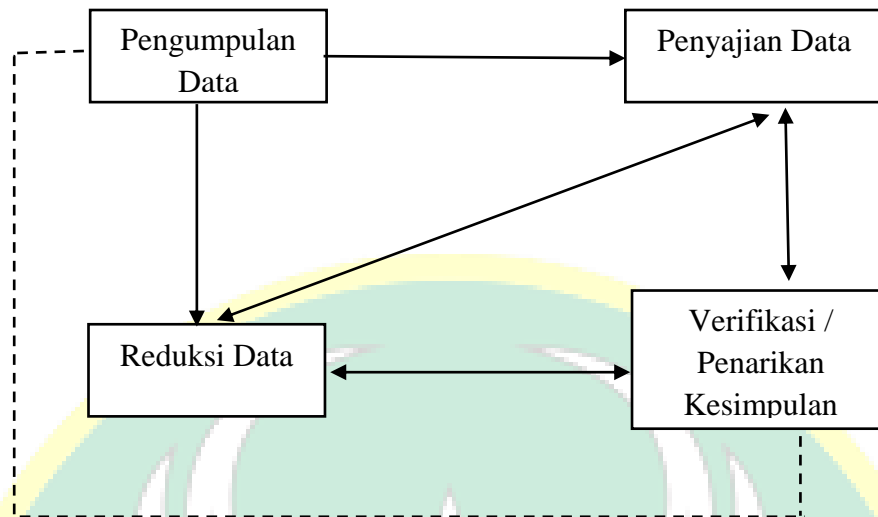 Pengumpulan
Data
Penyajian Data
Reduksi Data
Verifikasi /
Penarikan
Kesimpulan